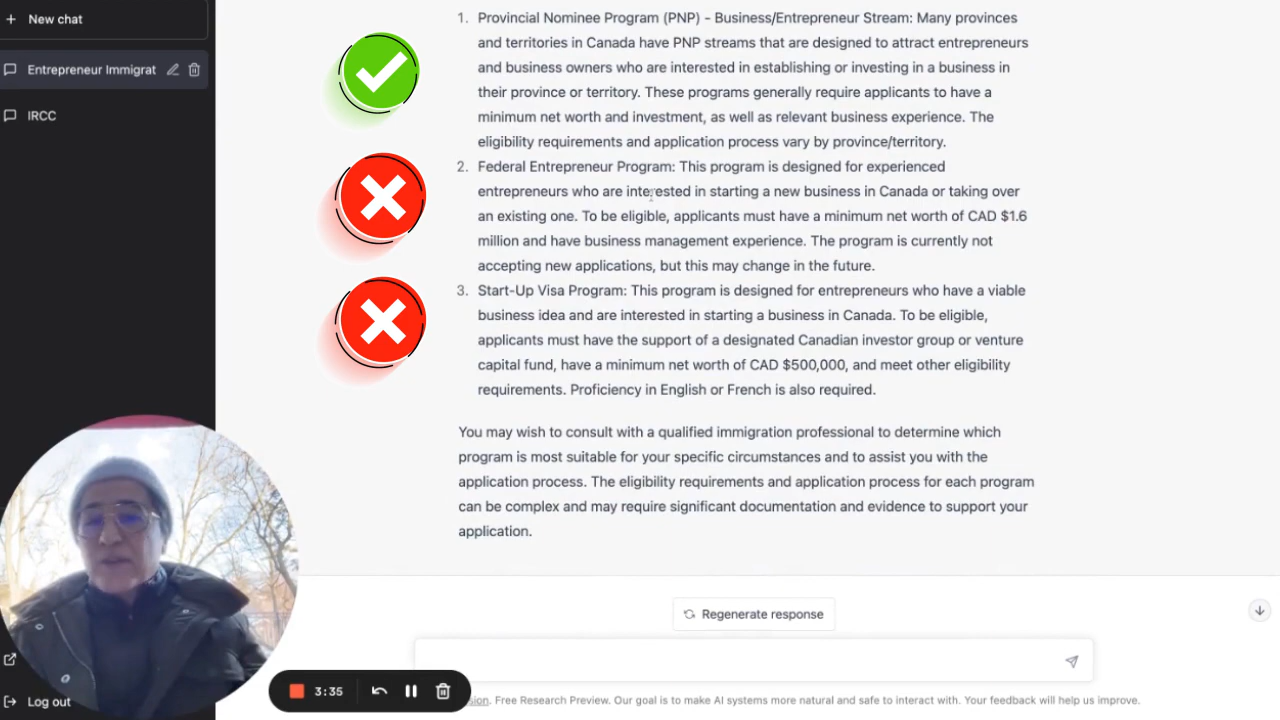 New chat
Entrepreneur Immigrat
IRCC
1. Provincial Nominee Program (PNP) - Business/Entrepreneur Stream: Many provinces
and territories in Canada have PNP streams that are designed to attract entrepreneurs
and business owners who are interested in establishing or investing in a business in
their province or territory. These programs generally require applicants to have a
minimum net worth and investment, as well as relevant business experience. The
eligibility requirements and application process vary by province/territory.
2. Federal Entrepreneur Program: This program is designed for experienced
entrepreneurs who are interested in starting a new business in Canada or taking over
an existing one. To be eligible, applicants must have a minimum net worth of CAD $1.6
million and have business management experience. The program is currently not
accepting new applications, but this may change in the future.
3. Start-Up Visa Program: This program is designed for entrepreneurs who have a viable
business idea and are interested in starting a business in Canada. To be eligible,
applicants must have the support of a designated Canadian investor group or venture
capital fund, have a minimum net worth of CAD $500,000, and meet other eligibility
requirements. Proficiency in English or French is also required.
You may wish to consult with a qualified immigration professional to determine which
program is most suitable for your specific circumstances and to assist you with the
application process. The eligibility requirements and application process for each program
can be complex and may require significant documentation and evidence to support your
application.
Regenerate response
3:35
Log out
sion. Free Research Preview. Our goal is to make AI systems more natural and safe to interact with. Your feedback will help us improve.